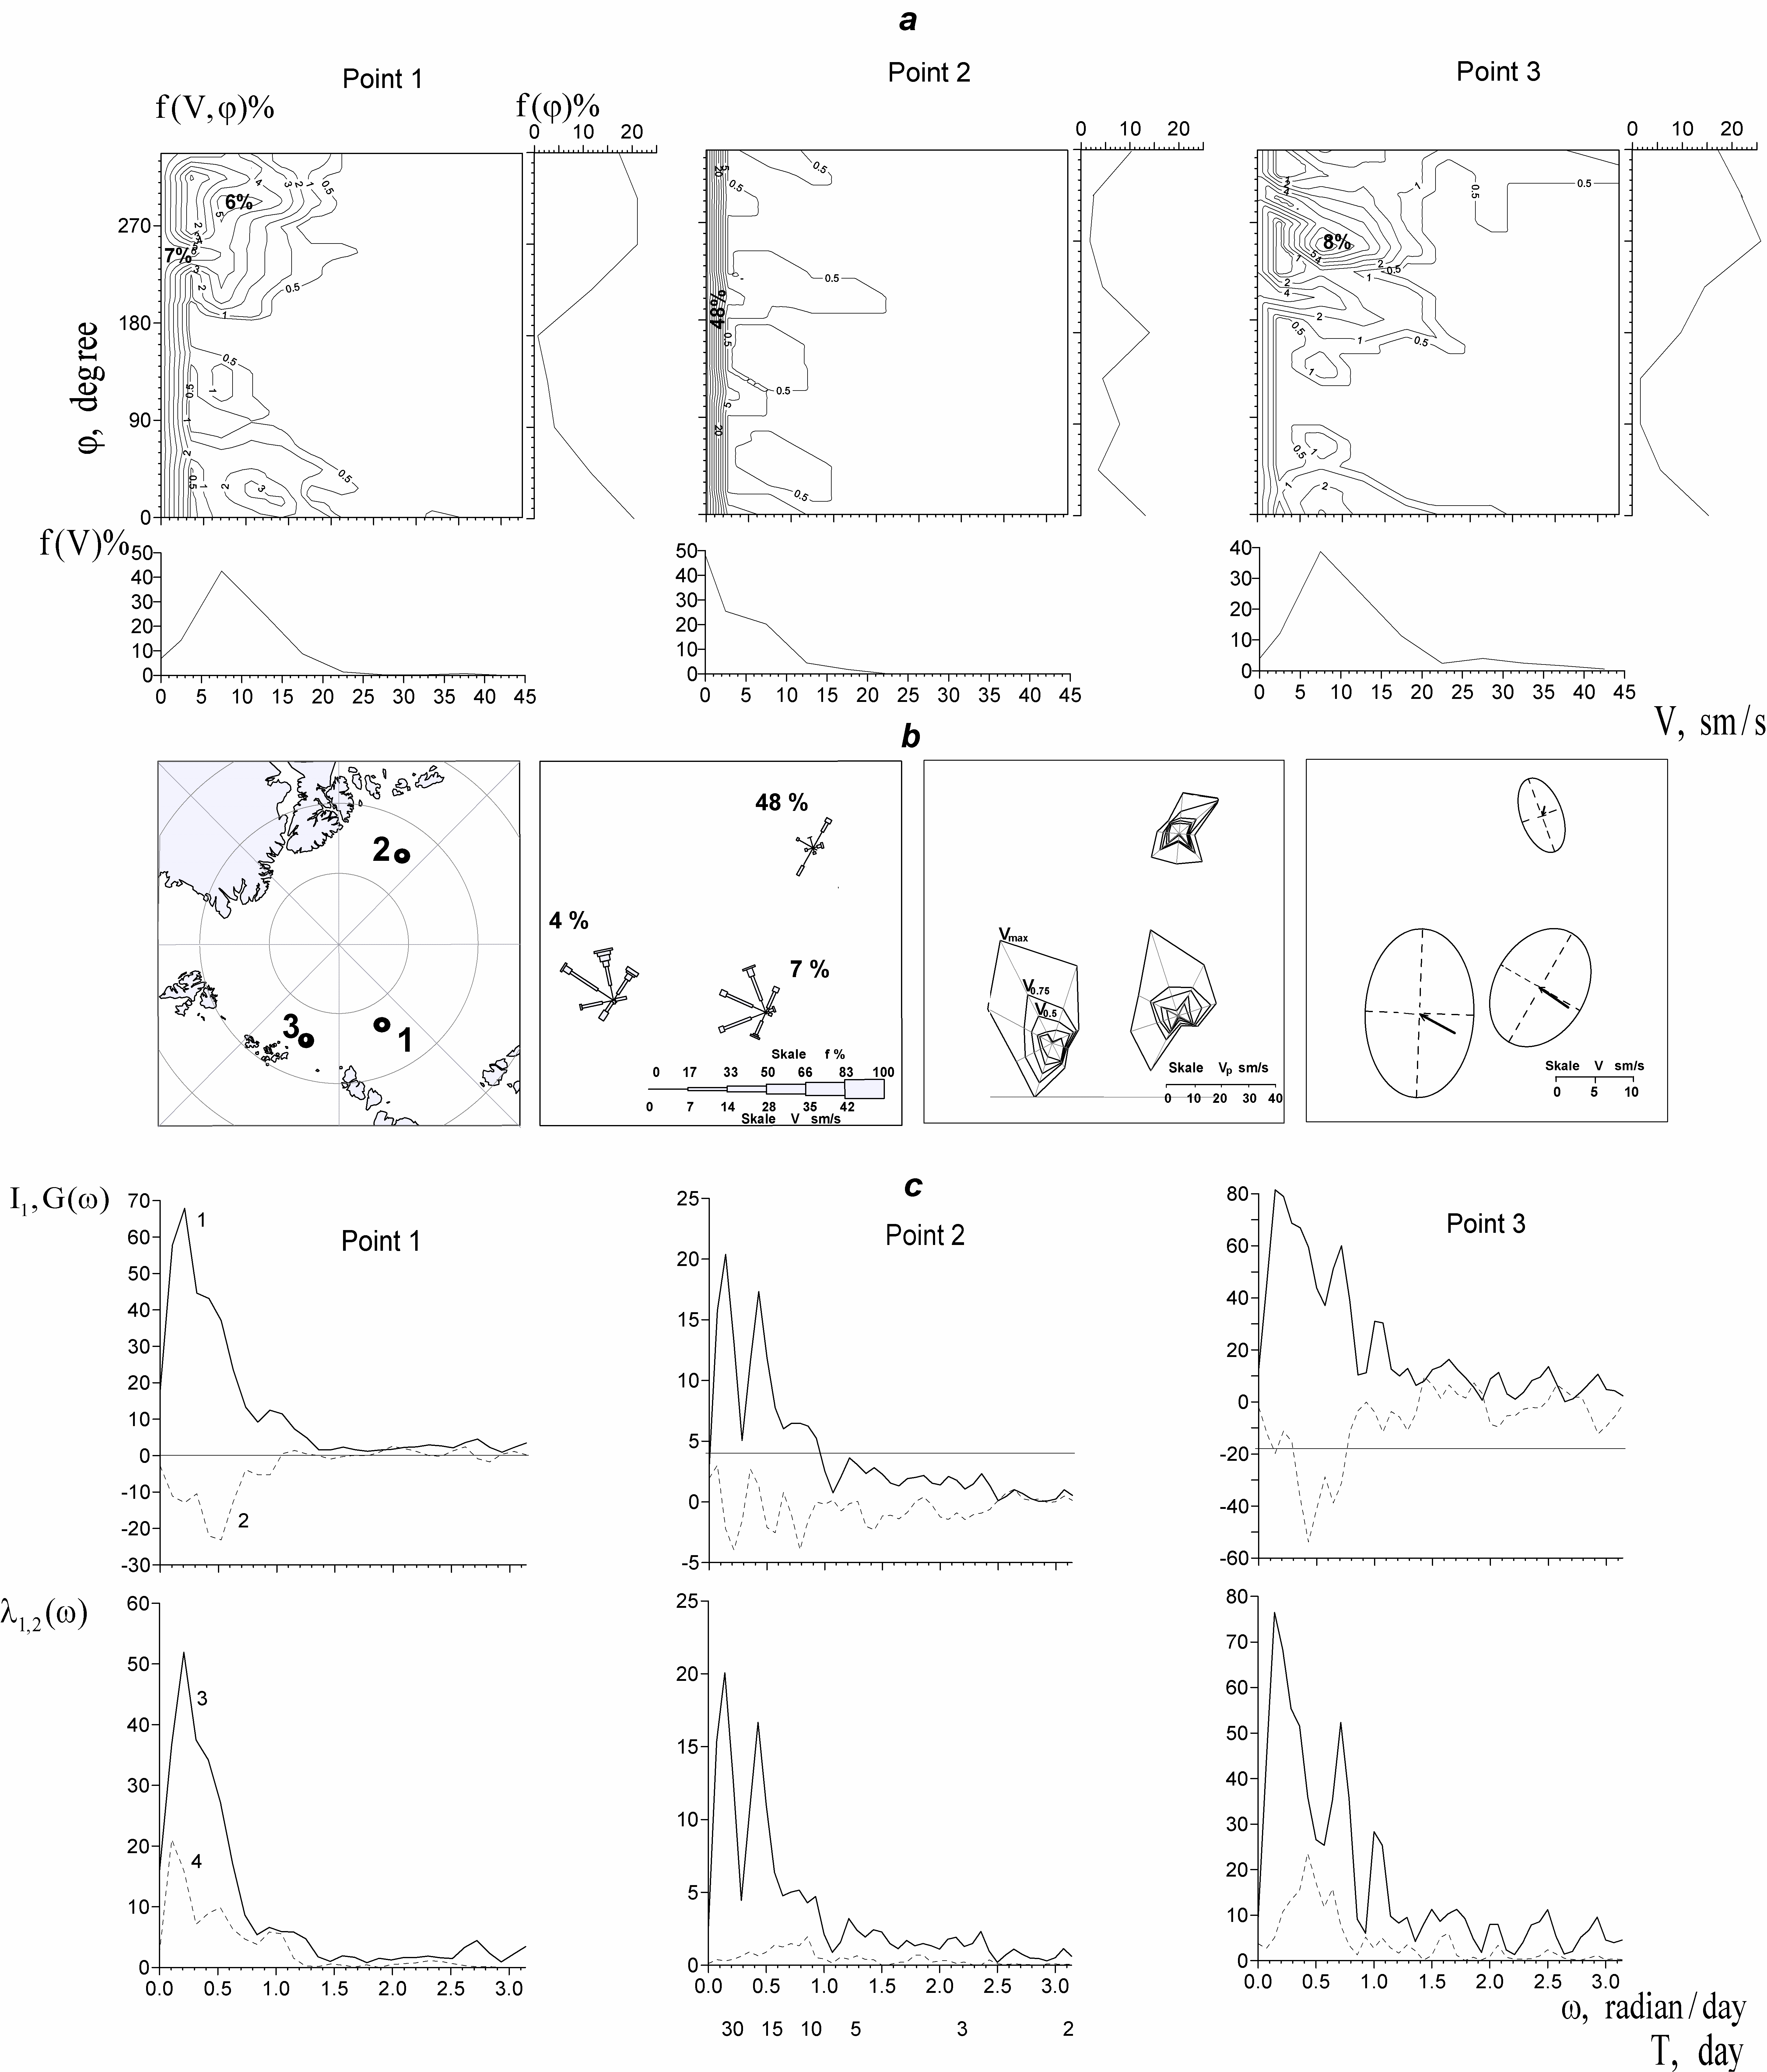 a
Point 1
Point 2
Point 3
f(V,φ)%
f(φ)%
0 10 20
0 10 20
0 10 20
270
180
90
0
φ, degree
6%
7%
48%
8%
f(V)%
50
40
30
20
10
0
0 5 10 15 20 25 30 35 40 45
50
40
30
20
10
0
0 5 10 15 20 25 30 35 40 45
40
30
20
10
0
0 5 10 15 20 25 30 35 40 45
V, sm/s
b
2
3
1
48 %
4 %
7 %
Skale f %
0 17 33 50 66 83 100
0 7 14 28 35 42
Skale V sm/s
Vmax
V0.75
V0.5
Skale Vp sm/s
0 10 20 30 40
Skale V sm/s
0 5 10
c
I1,G(ω)
Point 1
Point 2
Point 3
70
60
50
40
30
20
10
0
-10
-20
-30
1
2
25
20
15
10
5
0
-5
80
60
40
20
0
-20
-40
-60
λ1,2(ω)
60
50
40
30
20
10
0
3
4
0.0 0.5 1.0 1.5 2.0 2.5 3.0
25
20
15
10
5
0
0.0 0.5 1.0 1.5 2.0 2.5 3.0
30 15 10 5 3 2
80
70
60
50
40
30
20
10
0
0.0 0.5 1.0 1.5 2.0 2.5 3.0
ω, radian/day
T, day